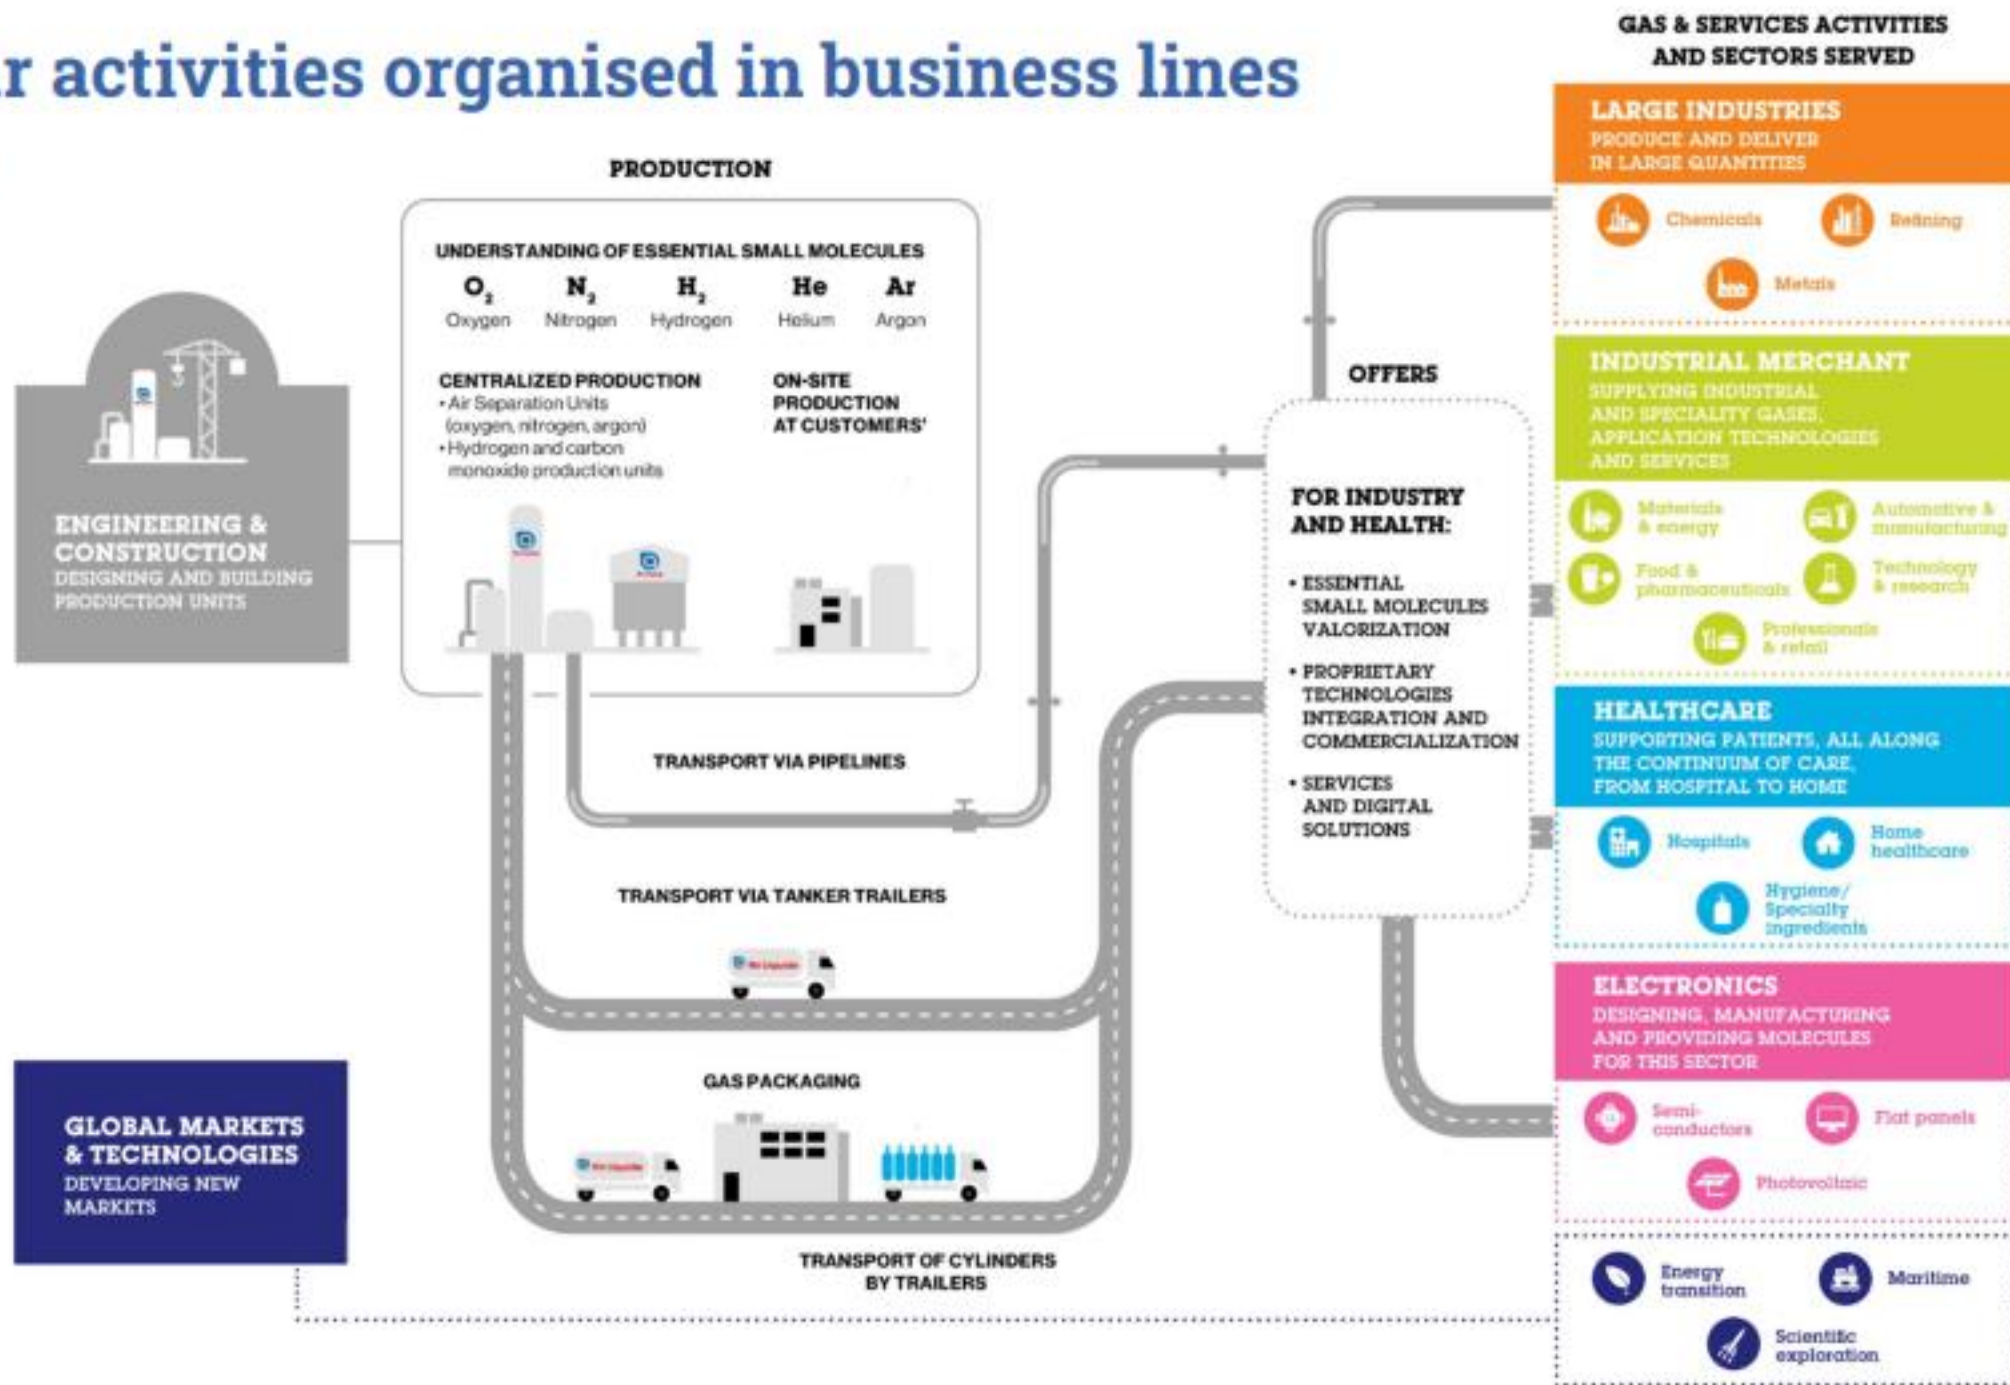 r activities organised in business lines
PRODUCTION
UNDERSTANDING OF ESSENTIAL SMALL MOLECULES
O₂ N₂ H₂ He Ar
Oxygen Nitrogen Hydrogen Helium Argon
CENTRALIZED PRODUCTION
• Air Separation Units
(oxygen, nitrogen, argon)
• Hydrogen and carbon
monoxide production units
ON-SITE
PRODUCTION
AT CUSTOMERS'
ENGINEERING &
CONSTRUCTION
DESIGNING AND BUILDING
PRODUCTION UNITS
TRANSPORT VIA PIPELINES
TRANSPORT VIA TANKER TRAILERS
Air Liquide
GAS PACKAGING
Air Liquide
TRANSPORT OF CYLINDERS
BY TRAILERS
GLOBAL MARKETS
& TECHNOLOGIES
DEVELOPING NEW
MARKETS
OFFERS
FOR INDUSTRY
AND HEALTH:
• ESSENTIAL
SMALL MOLECULES
VALORIZATION
• PROPRIETARY
TECHNOLOGIES
INTEGRATION AND
COMMERCIALIZATION
• SERVICES
AND DIGITAL
SOLUTIONS
GAS & SERVICES ACTIVITIES
AND SECTORS SERVED
LARGE INDUSTRIES
PRODUCE AND DELIVER
IN LARGE QUANTITIES
Chemicals
Refining
Metals
INDUSTRIAL MERCHANT
SUPPLYING INDUSTRIAL
AND SPECIALITY GASES,
APPLICATION TECHNOLOGIES
AND SERVICES
Materials
& energy
Automotive &
manufacturing
Food &
pharmaceuticals
Technology
& research
Professionals
& retail
HEALTHCARE
SUPPORTING PATIENTS, ALL ALONG
THE CONTINUUM OF CARE,
FROM HOSPITAL TO HOME
Hospitals
Home
healthcare
Hygiene/
Specialty
ingredients
ELECTRONICS
DESIGNING, MANUFACTURING
AND PROVIDING MOLECULES
FOR THIS SECTOR
Semi-
conductors
Flat panels
Photovoltaic
Energy
transition
Maritime
Scientific
exploration